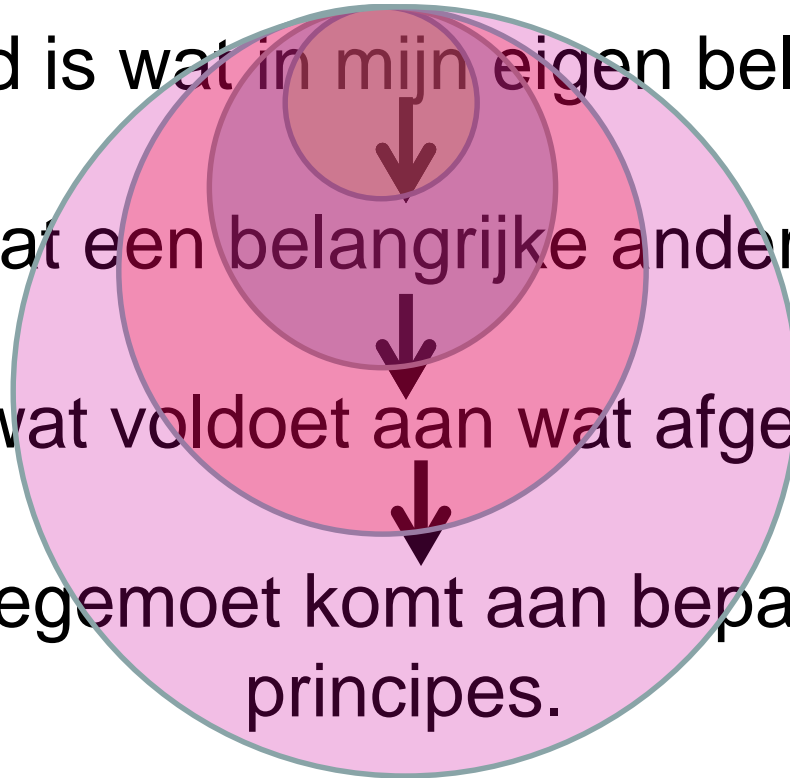 d is wat in mijn eigen bel
at een belangrijke ander
wat voldoet aan wat afge
egemoet komt aan bepa
principes.